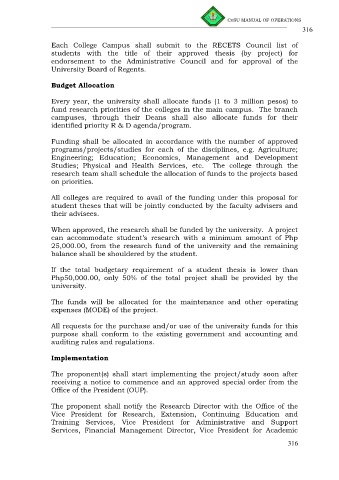 CvSU MANUAL OF OPERATIONS
316
Each College Campus shall submit to the RECETS Council list of
students with the title of their approved thesis (by project) for
endorsement to the Administrative Council and for approval of the
University Board of Regents.
Budget Allocation
Every year, the university shall allocate funds (1 to 3 million pesos) to
fund research priorities of the colleges in the main campus. The branch
campuses, through their Deans shall also allocate funds for their
identified priority R & D agenda/program.
Funding shall be allocated in accordance with the number of approved
programs/projects/studies for each of the disciplines, e.g. Agriculture;
Engineering; Education; Economics, Management and Development
Studies; Physical and Health Services, etc. The college through the
research team shall schedule the allocation of funds to the projects based
on priorities.
All colleges are required to avail of the funding under this proposal for
student theses that will be jointly conducted by the faculty advisers and
their advisees.
When approved, the research shall be funded by the university. A project
can accommodate student's research with a minimum amount of Php
25,000.00, from the research fund of the university and the remaining
balance shall be shouldered by the student.
If the total budgetary requirement of a student thesis is lower than
Php50,000.00, only 50% of the total project shall be provided by the
university.
The funds will be allocated for the maintenance and other operating
expenses (MODE) of the project.
All requests for the purchase and/or use of the university funds for this
purpose shall conform to the existing government and accounting and
auditing rules and regulations.
Implementation
The proponent(s) shall start implementing the project/study soon after
receiving a notice to commence and an approved special order from the
Office of the President (OUP).
The proponent shall notify the Research Director with the Office of the
Vice President for Research, Extension, Continuing Education and
Training Services, Vice President for Administrative and Support
Services, Financial Management Director, Vice President for Academic
316